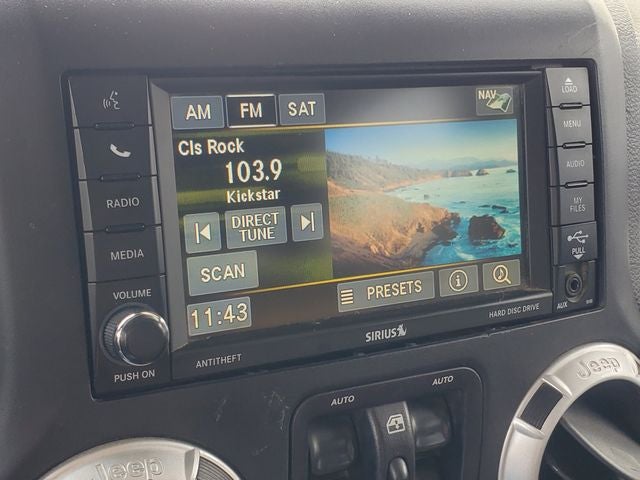 AM FM SAT NAV
Cls Rock
103.9
Kickstar
DIRECT
TUNE
SCAN
PRESETS
11:43
RADIO
MEDIA
VOLUME
PUSH ON
ANTITHEFT
SIRIUS
HARD DISC DRIVE
LOAD
MENU
AUDIO
MY
FILES
PULL
AUX
AUTO AUTO
Jeep
Jeep